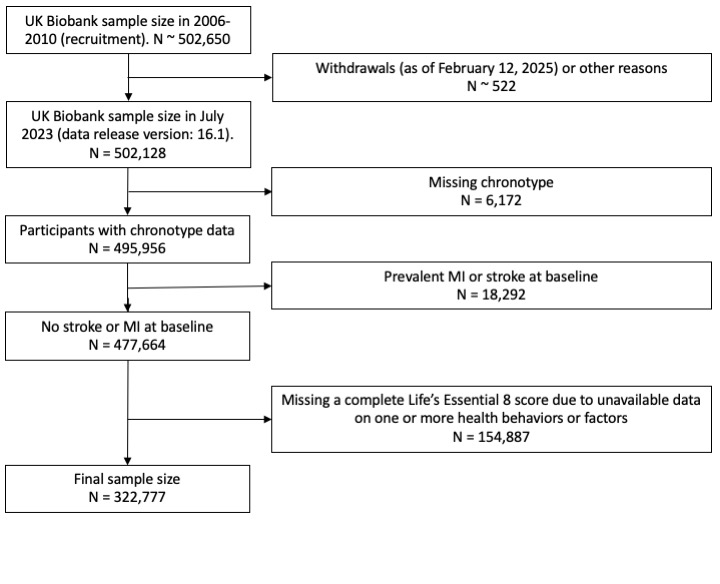 UK Biobank sample size in 2006-
2010 (recruitment). N ~ 502,650
Withdrawals (as of February 12, 2025) or other reasons
N ~ 522
UK Biobank sample size in July
2023 (data release version: 16.1).
N = 502,128
Missing chronotype
N = 6,172
Participants with chronotype data
N = 495,956
Prevalent MI or stroke at baseline
N = 18,292
No stroke or MI at baseline
N = 477,664
Missing a complete Life's Essential 8 score due to unavailable data
on one or more health behaviors or factors
N = 154,887
Final sample size
N = 322,777